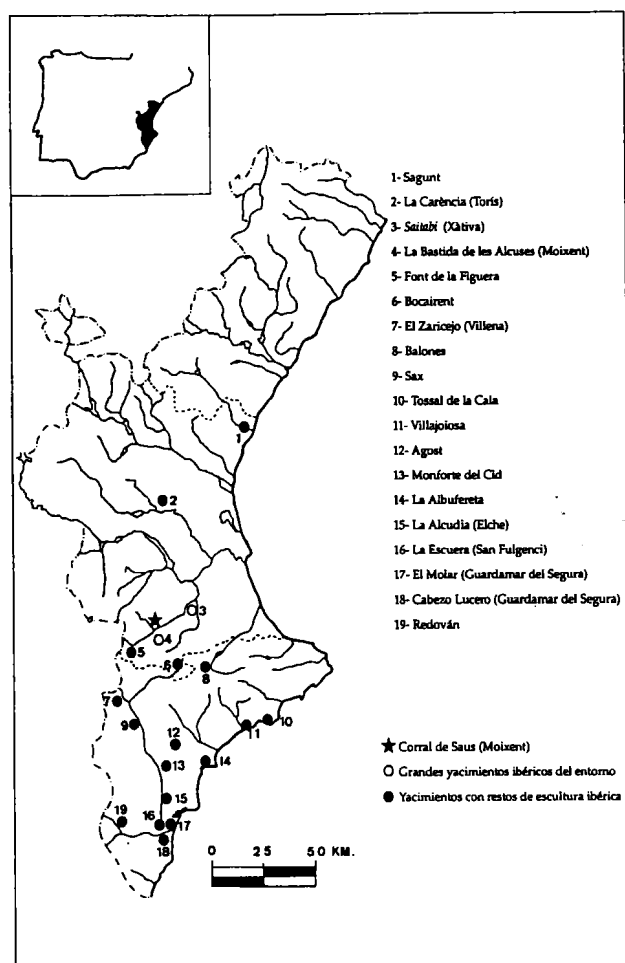 1- Sagunt
2- La Carència (Torís)
3- Saitabi (Xàtiva)
4- La Bastida de les Alcuses (Moixent)
5- Font de la Figuera
6- Bocairent
7- El Zaricejo (Villena)
8- Balones
9- Sax
10- Tossal de la Cala
11- Villajoiosa
12- Agost
13- Monforte del Cid
14- La Albufereta
15- La Alcudia (Elche)
16- La Escuera (San Fulgenci)
17- El Molar (Guardamar del Segura)
18- Cabezo Lucero (Guardamar del Segura)
19- Redován
1
2
3
4
5
6
8
7
9
10
11
12
14
13
15
19
16
17
18
Corral de Saus (Moixent)
Grandes yacimientos ibéricos del entorno
Yacimientos con restos de escultura ibérica
0 25 50 KM.